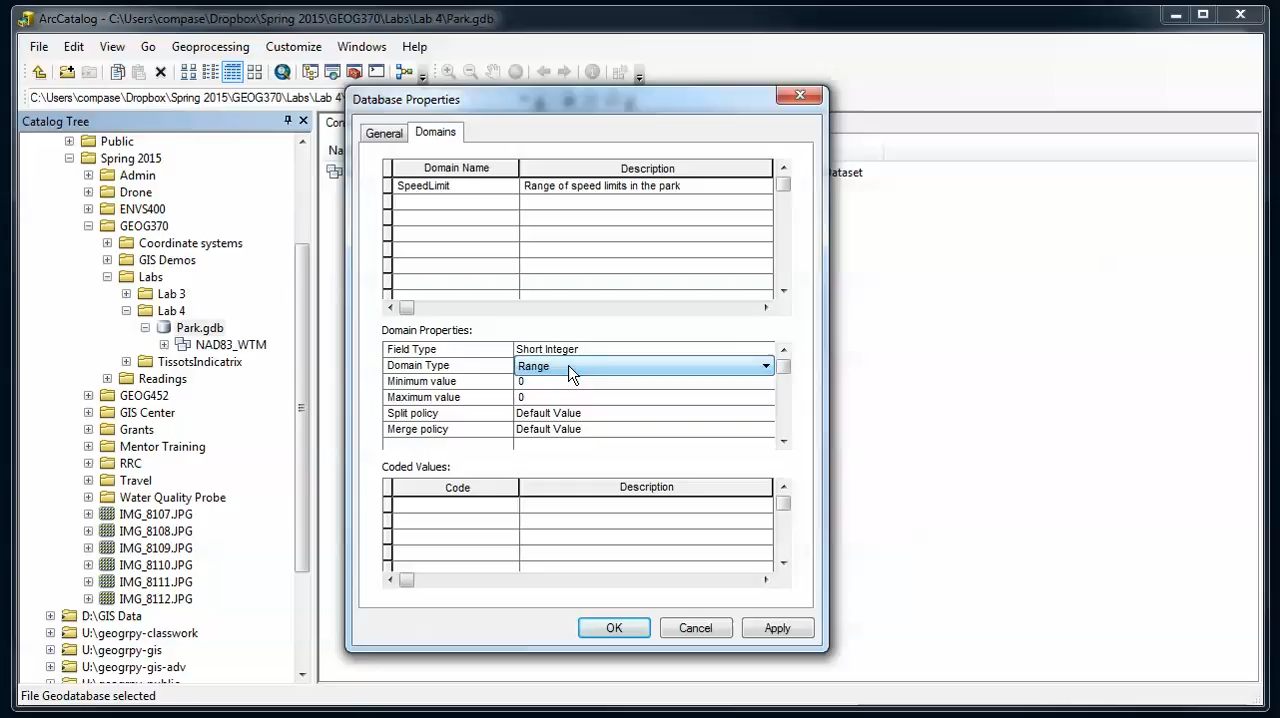 ArcCatalog - C:\Users\compase\Dropbox\Spring 2015\GEOG370\Labs\Lab 4\Park.gdb
File Edit View Go Geoprocessing Customize Windows Help
C:\Users\compase\Dropbox\Spring 2015\GEOG370\Labs\Lab 4
Catalog Tree
Public
Spring 2015
Admin
Drone
ENVS400
GEOG370
Coordinate systems
GIS Demos
Labs
Lab 3
Lab 4
Park.gdb
NAD83_WTM
TissotsIndicatrix
Readings
GEOG452
GIS Center
Grants
Mentor Training
RRC
Travel
Water Quality Probe
IMG_8107.JPG
IMG_8108.JPG
IMG_8109.JPG
IMG_8110.JPG
IMG_8111.JPG
IMG_8112.JPG
D:\GIS Data
U:\geogrpy-classwork
U:\geogrpy-gis
U:\geogrpy-gis-adv
Con
Na
ataset
Database Properties
General Domains
Domain Name Description
SpeedLimit Range of speed limits in the park
Domain Properties:
Field Type Short Integer
Domain Type Range
Minimum value 0
Maximum value 0
Split policy Default Value
Merge policy Default Value
Coded Values:
Code Description
OK Cancel Apply
File Geodatabase selected